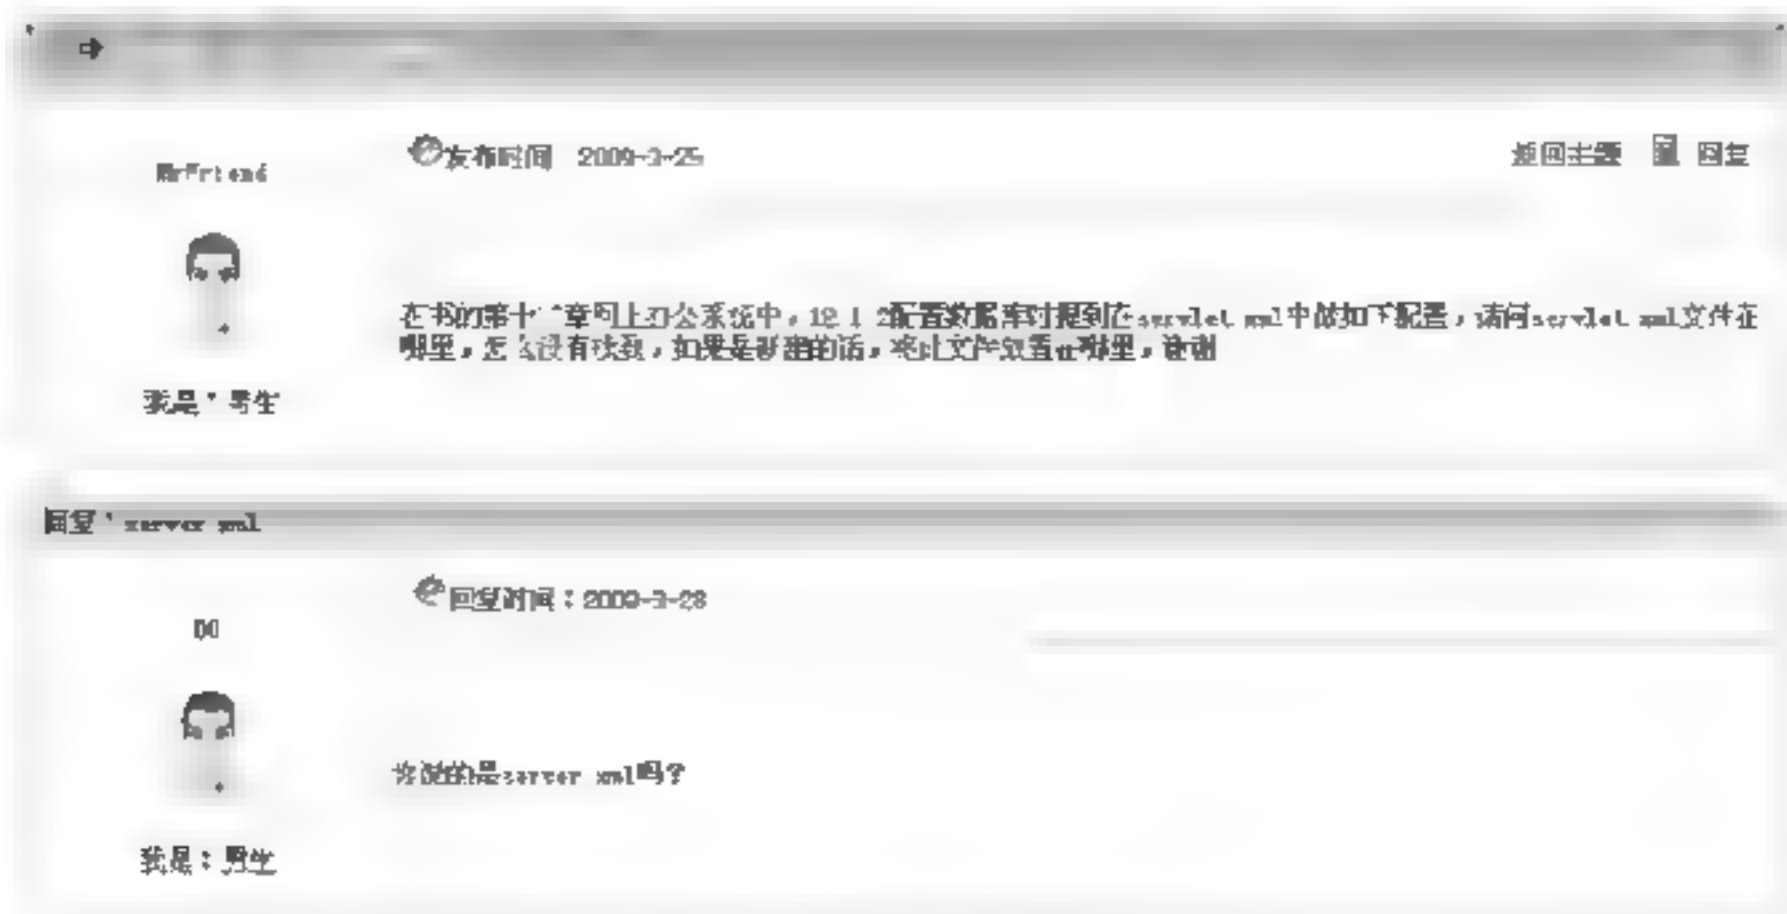 发布时间 2009-3-25 返回主题 回复
MrFriend
在书的第十 章网上办公系统中，12.1.2配置数据库时提到在servlet.xml中做如下配置，请问servlet.xml文件在
哪里，怎么没有找到，如果是新建的话，将此文件放置在哪里，谢谢
我是：男生
回复：server.xml
回复时间：2009-3-28
我是：男生
您说的是server.xml吗？